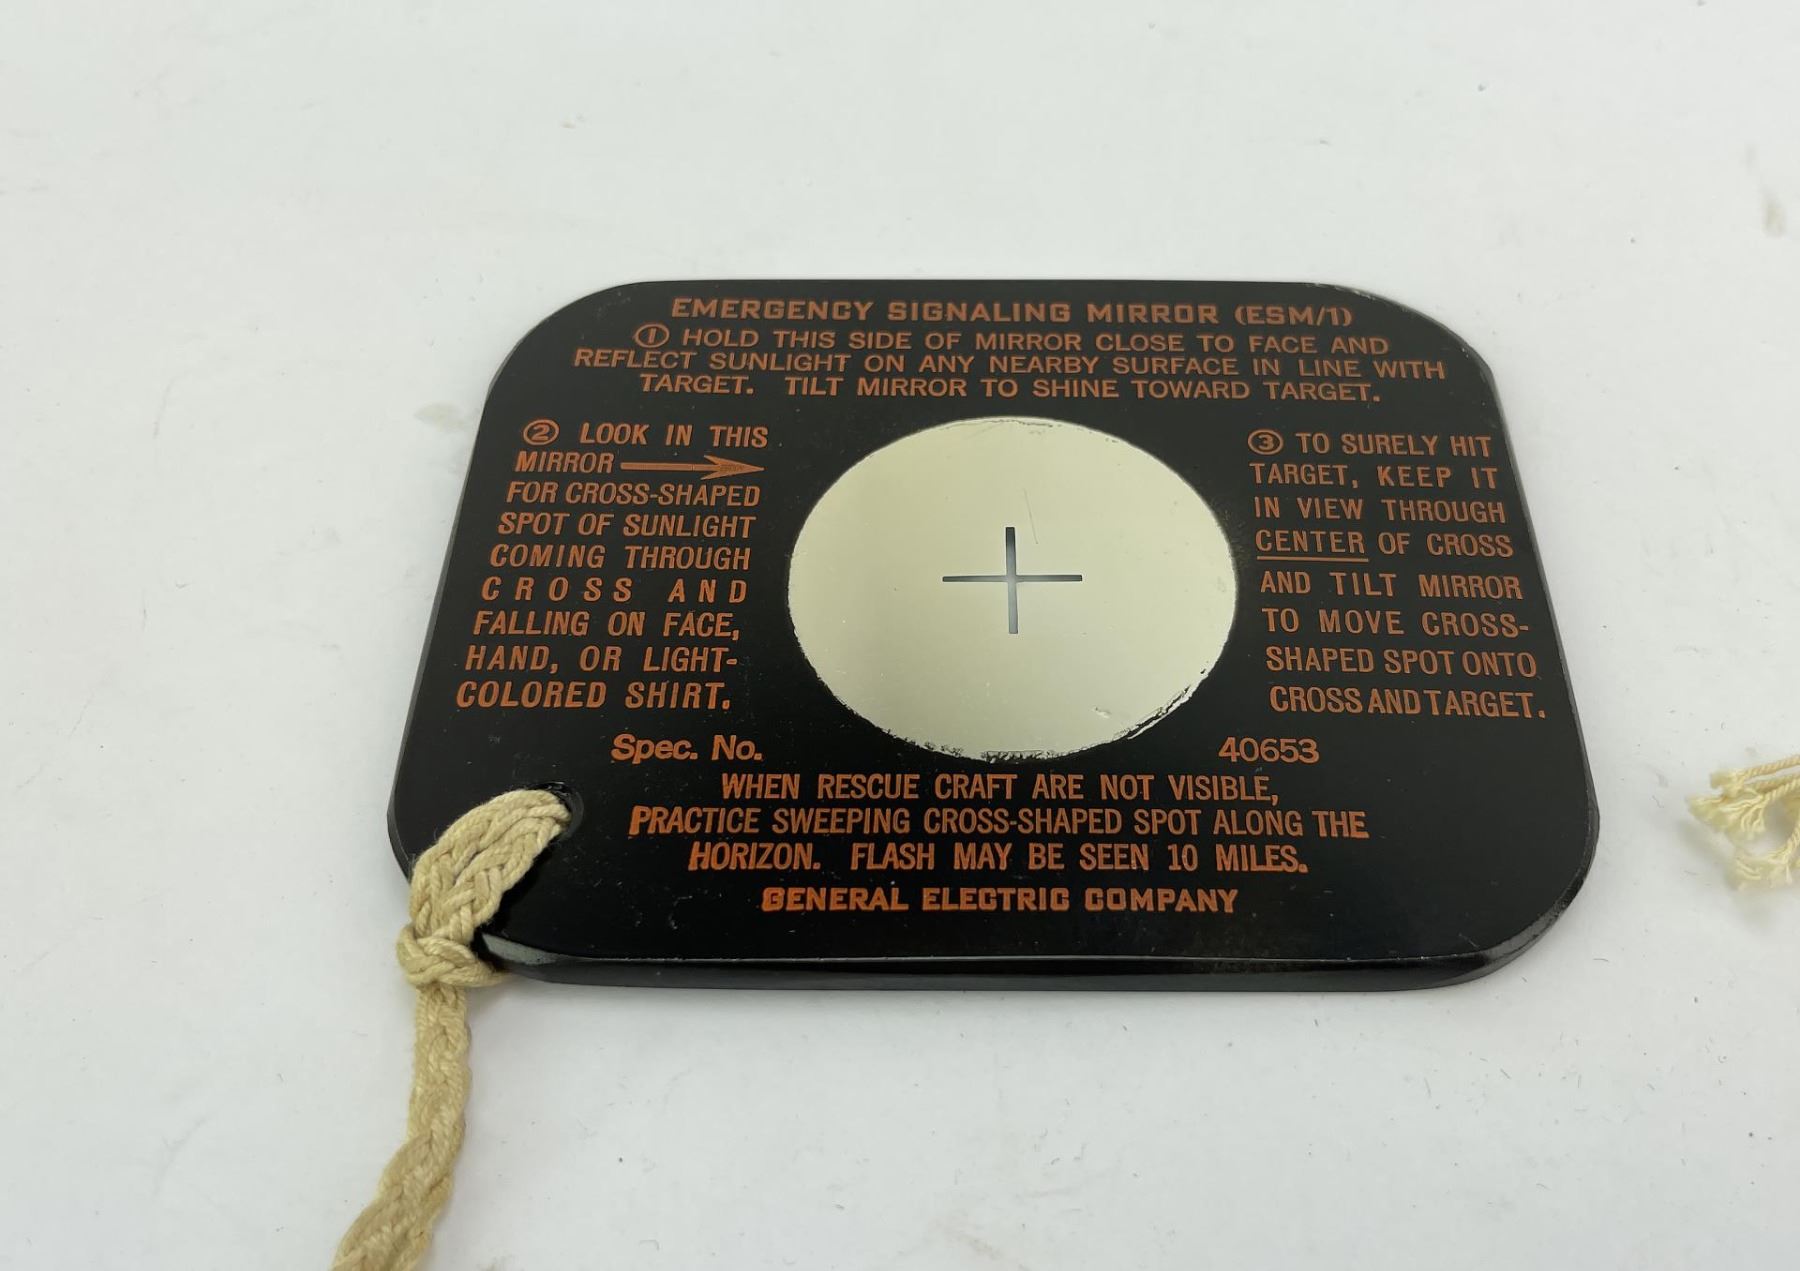 EMERGENCY SIGNALING MIRROR (ESM/1)
① HOLD THIS SIDE OF MIRROR CLOSE TO FACE AND
REFLECT SUNLIGHT ON ANY NEARBY SURFACE IN LINE WITH
TARGET. TILT MIRROR TO SHINE TOWARD TARGET.
② LOOK IN THIS
MIRROR
FOR CROSS-SHAPED
SPOT OF SUNLIGHT
COMING THROUGH
CROSS AND
FALLING ON FACE,
HAND, OR LIGHT-
COLORED SHIRT.
③ TO SURELY HIT
TARGET, KEEP IT
IN VIEW THROUGH
CENTER OF CROSS
AND TILT MIRROR
TO MOVE CROSS-
SHAPED SPOT ONTO
CROSS AND TARGET.
Spec. No. 40653
WHEN RESCUE CRAFT ARE NOT VISIBLE,
PRACTICE SWEEPING CROSS-SHAPED SPOT ALONG THE
HORIZON. FLASH MAY BE SEEN 10 MILES.
GENERAL ELECTRIC COMPANY